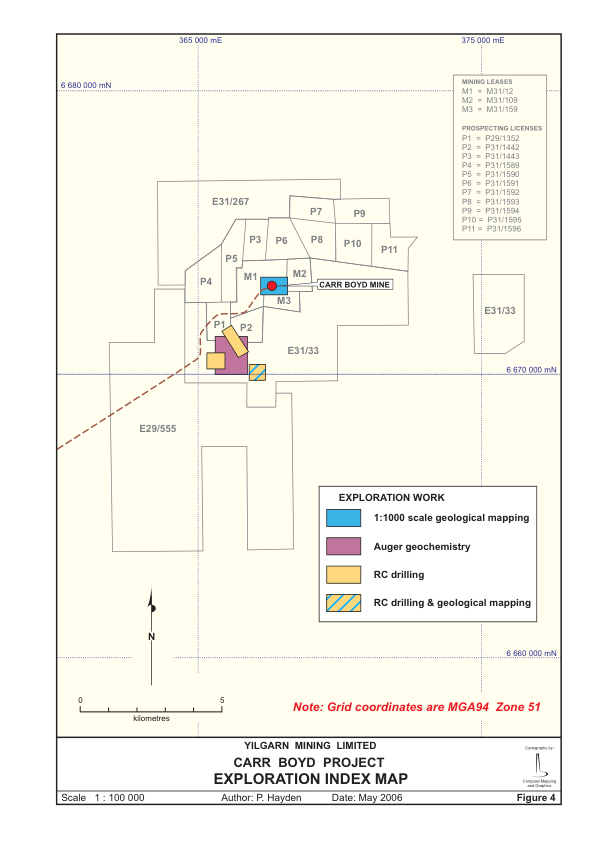 365 000 mE
375 000 mE
6 680 000 mN
MINING LEASES
M1 = M31/12
M2 = M31/109
M3 = M31/159
PROSPECTING LICENSES
P1 = P29/1352
P2 = P31/1442
P3 = P31/1443
P4 = P31/1589
P5 = P31/1590
P6 = P31/1591
P7 = P31/1592
P8 = P31/1593
P9 = P31/1594
P10 = P31/1595
P11 = P31/1596
E31/267
P7
P9
P3
P6
P8
P10
P11
P5
P4
M1
M2
CARR BOYD MINE
M3
E31/33
P1
P2
E31/33
6 670 000 mN
E29/555
EXPLORATION WORK
1:1000 scale geological mapping
Auger geochemistry
RC drilling
RC drilling & geological mapping
N
6 660 000 mN
0
5
kilometres
Note: Grid coordinates are MGA94 Zone 51
YILGARN MINING LIMITED
CARR BOYD PROJECT
EXPLORATION INDEX MAP
Cartography by :
Compass Mapping
and Graphics
Scale 1 : 100 000
Author: P. Hayden
Date: May 2006
Figure 4